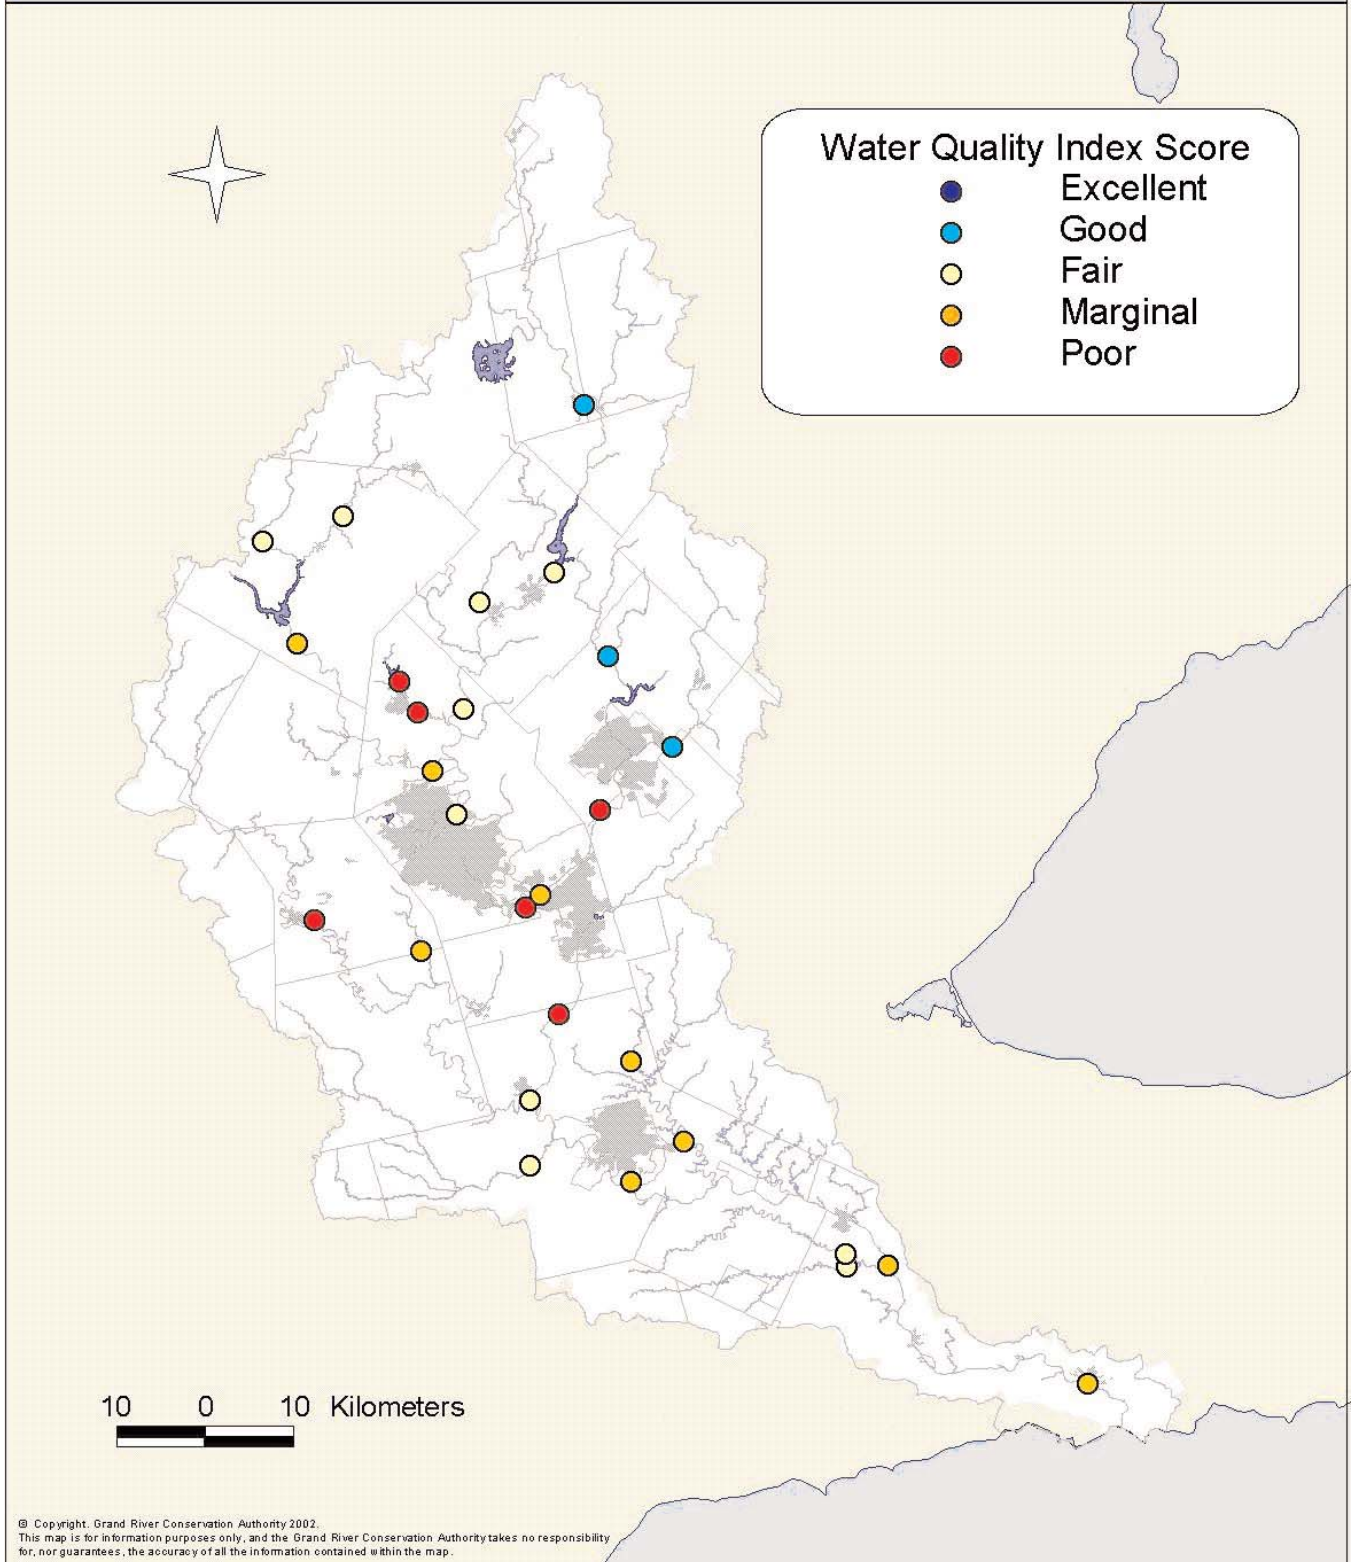 Water Quality Index Score
Excellent
Good
Fair
Marginal
Poor
10 0 10 Kilometers
© Copyright. Grand River Conservation Authority 2002.
This map is for information purposes only, and the Grand River Conservation Authority takes no responsibility
for, nor guarantees, the accuracy of all the information contained within the map.